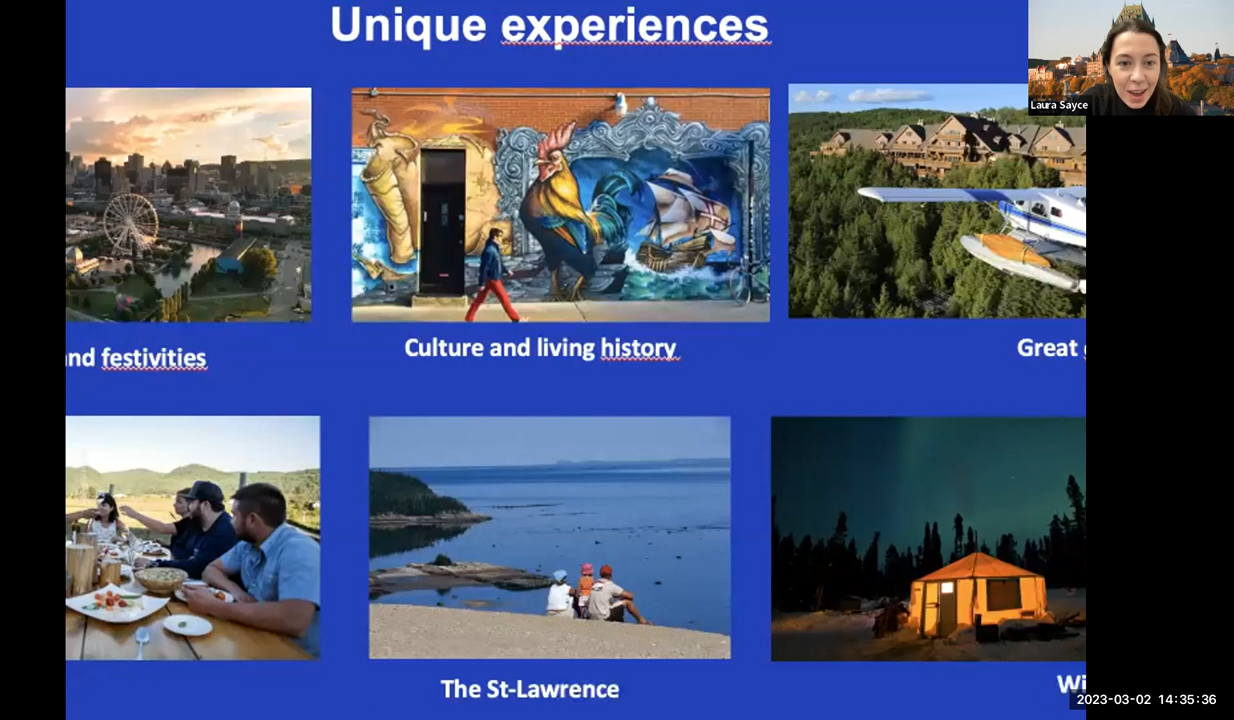 Unique experiences
Laura Sayce
and festivities
Culture and living history
Great
The St-Lawrence
2023-03-02 14:35:36